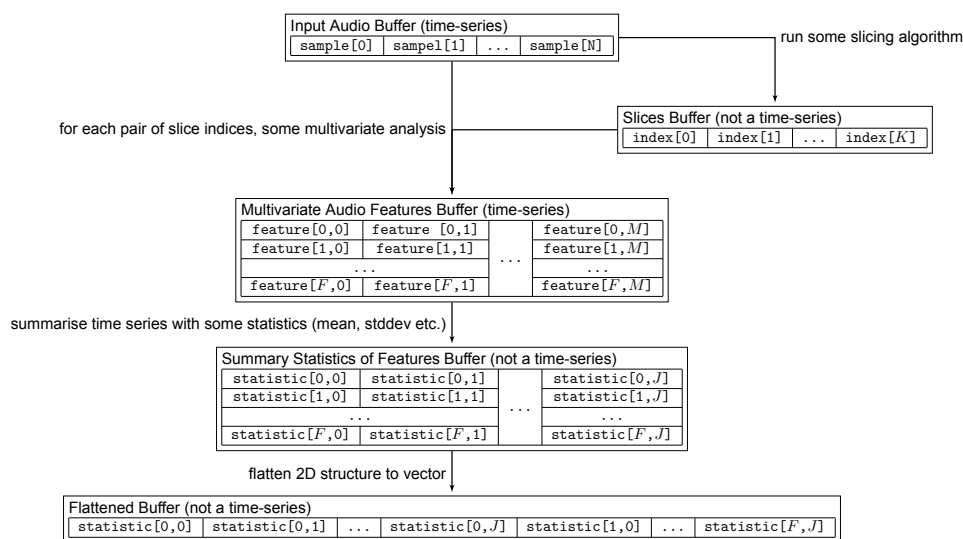 Input Audio Buffer (time-series)
sample[0] sampel[1] ... sample[N]
run some slicing algorithm
Slices Buffer (not a time-series)
index[0] index[1] ... index[K]
for each pair of slice indices, some multivariate analysis
Multivariate Audio Features Buffer (time-series)
feature[0,0] feature [0,1] ... feature[0,M]
feature[1,0] feature[1,1] feature[1,M]
... ...
feature[F,0] feature[F,1] feature[F,M]
summarise time series with some statistics (mean, stddev etc.)
Summary Statistics of Features Buffer (not a time-series)
statistic[0,0] statistic[0,1] ... statistic[0,J]
statistic[1,0] statistic[1,1] statistic[1,J]
... ...
statistic[F,0] statistic[F,1] statistic[F,J]
flatten 2D structure to vector
Flattened Buffer (not a time-series)
statistic[0,0] statistic[0,1] ... statistic[0,J] statistic[1,0] ... statistic[F,J]